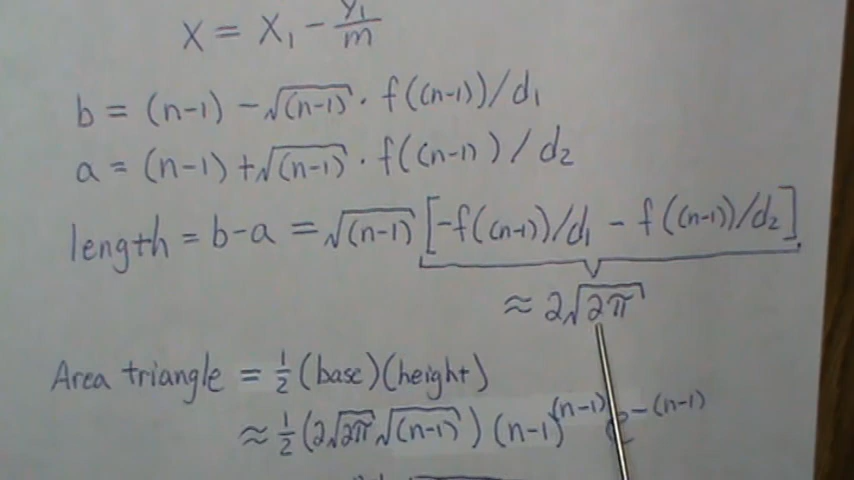 x = x₁ − y₁/m
b = (n-1) − √(n-1) · f((n-1))/d₁
a = (n-1) + √(n-1) · f((n-1))/d₂
length = b-a = √(n-1) [-f((n-1))/d₁ − f((n-1))/d₂]
≈ 2√2π
Area triangle = 1/2 (base)(height)
≈ 1/2 (2√2π √(n-1)) (n-1)^(n-1) e^-(n-1)